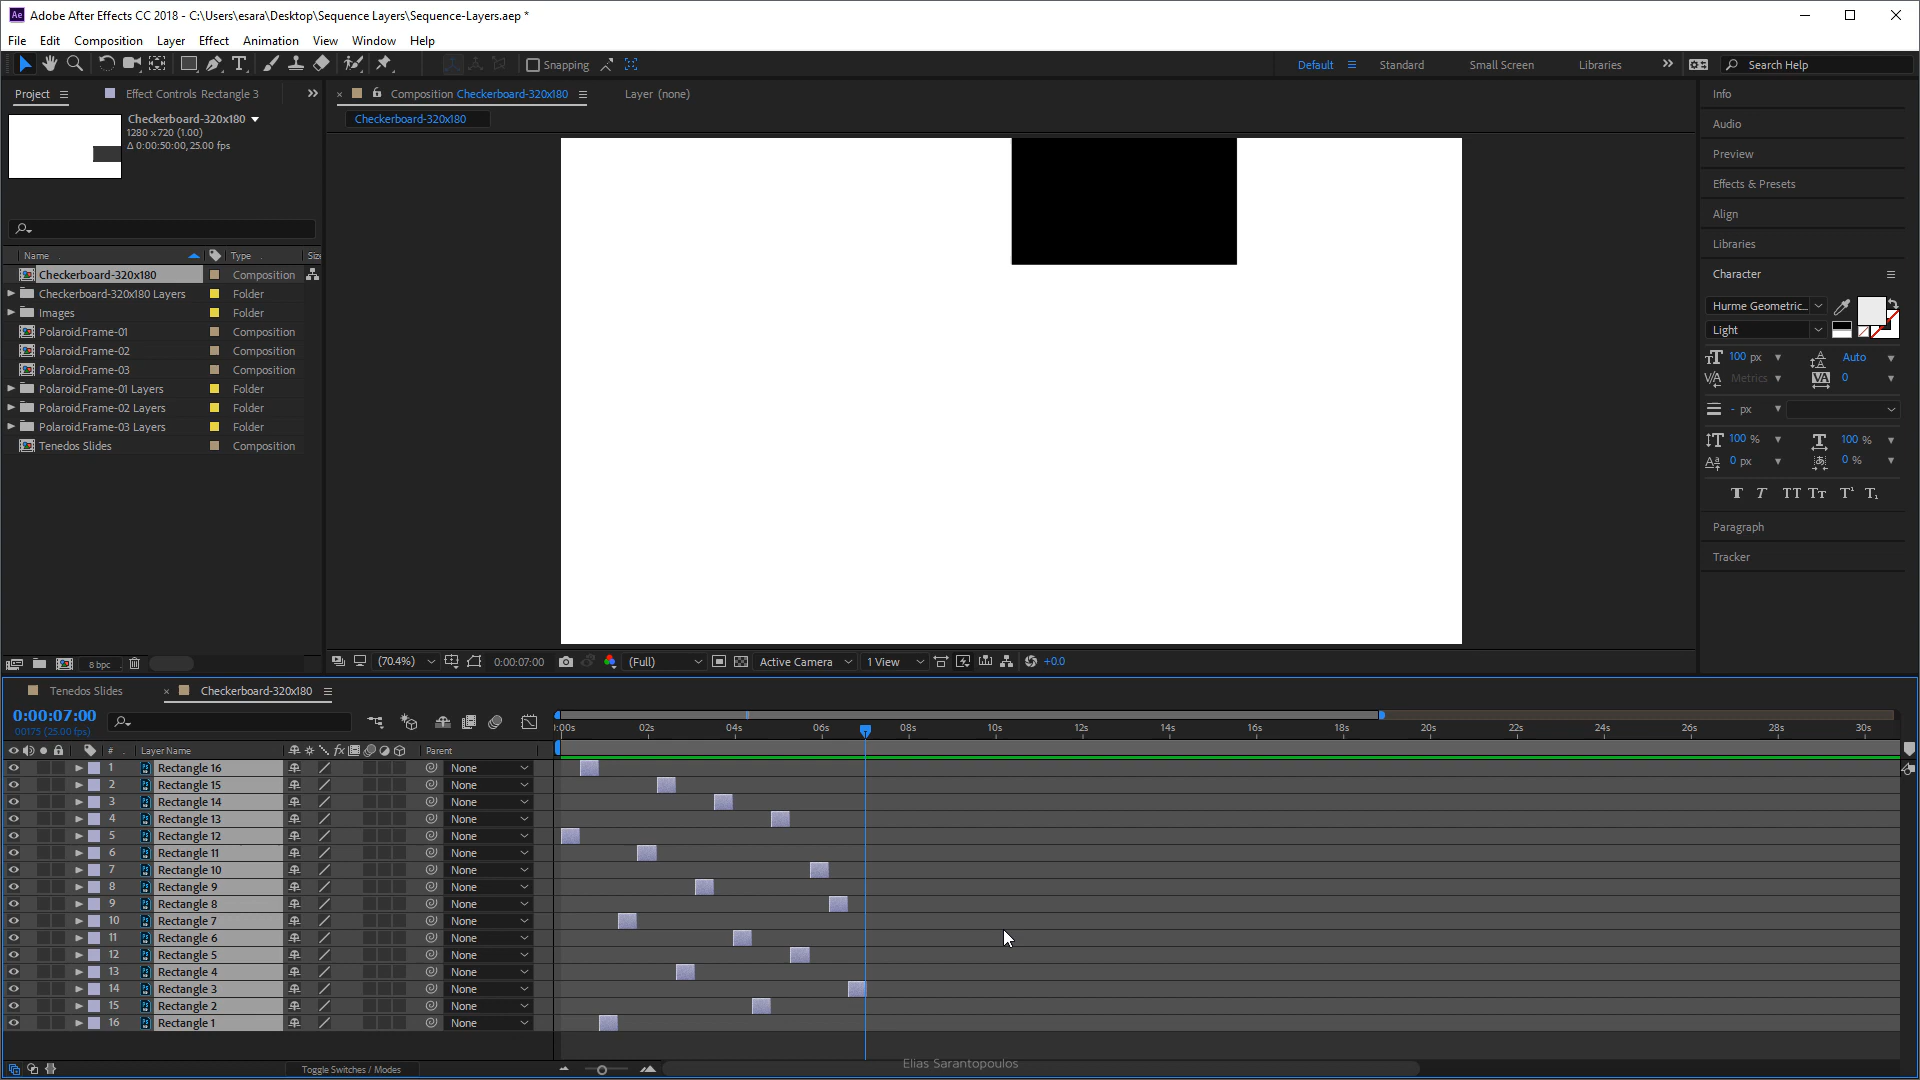 Adobe After Effects CC 2018 - C:\Users\esara\Desktop\Sequence Layers\Sequence-Layers.aep *
File Edit Composition Layer Effect Animation View Window Help
Snapping Default Standard Small Screen Libraries Search Help
Project Effect Controls Rectangle 3 Composition Checkerboard-320x180 Layer (none)
Checkerboard-320x180
1280 x 720 (1.00)
Δ 0:00:50:00, 25.00 fps
Checkerboard-320x180
Name Type Siz
Checkerboard-320x180 Composition
Checkerboard-320x180 Layers Folder
Images Folder
Polaroid.Frame-01 Composition
Polaroid.Frame-02 Composition
Polaroid.Frame-03 Composition
Polaroid.Frame-01 Layers Folder
Polaroid.Frame-02 Layers Folder
Polaroid.Frame-03 Layers Folder
Tenedos Slides Composition
8 bpc
(70.4%) 0:00:07:00 (Full) Active Camera 1 View +0.0
Info
Audio
Preview
Effects & Presets
Align
Libraries
Character
Hurme Geometric...
Light
100 px Auto
Metrics 0
- px
100 % 100 %
0 px 0 %
T T TT Tr T¹ T₁
Paragraph
Tracker
Tenedos Slides Checkerboard-320x180
0:00:07:00
00175 (25.00 fps)
):00s 02s 04s 06s 08s 10s 12s 14s 16s 18s 20s 22s 24s 26s 28s 30s
# Layer Name Parent
1 Rectangle 16 None
2 Rectangle 15 None
3 Rectangle 14 None
4 Rectangle 13 None
5 Rectangle 12 None
6 Rectangle 11 None
7 Rectangle 10 None
8 Rectangle 9 None
9 Rectangle 8 None
10 Rectangle 7 None
11 Rectangle 6 None
12 Rectangle 5 None
13 Rectangle 4 None
14 Rectangle 3 None
15 Rectangle 2 None
16 Rectangle 1 None
Toggle Switches / Modes
Elias Sarantopoulos